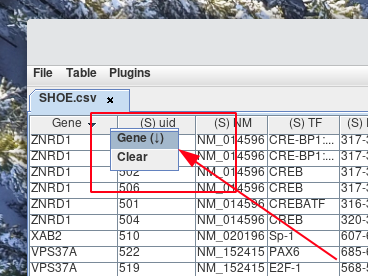 File Table Plugins
SHOE.csv x
Gene (S) uid (S) NM (S) TF (S)
ZNRD1 NM_014596 CRE-BP1:... 317-
Gene (↓)
ZNRD1 NM_014596 CRE-BP1:... 317-
Clear
ZNRD1 502 NM_014596 CREB 317-3
ZNRD1 506 NM_014596 CREB 317-3
ZNRD1 501 NM_014596 CREBATF 316-3
ZNRD1 504 NM_014596 CREB 320-3
XAB2 510 NM_020196 Sp-1 607-6
VPS37A 522 NM_152415 PAX6 685-6
VPS37A 519 NM_152415 E2F-1 568-5